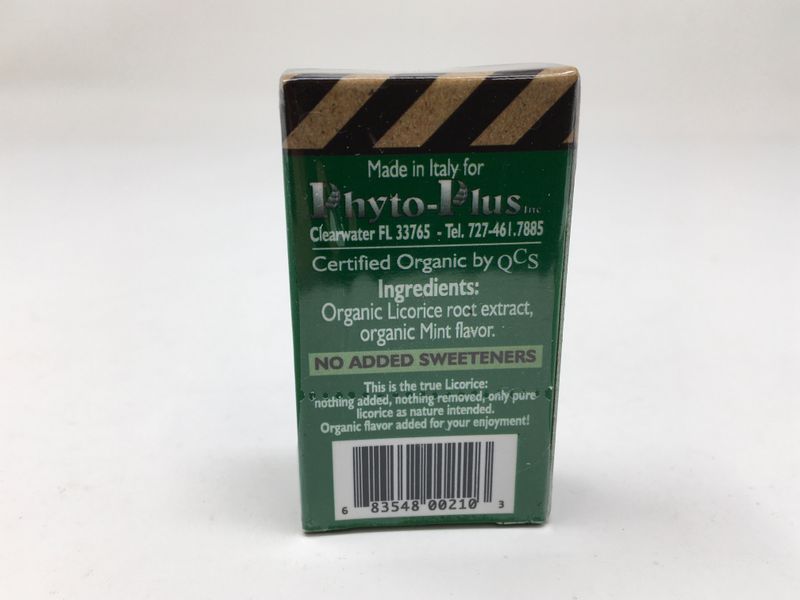 Made in Italy for
Phyto-Plus Inc
Clearwater FL 33765 - Tel. 727-461.7885
Certified Organic by QCS
Ingredients:
Organic Licorice root extract,
organic Mint flavor.
NO ADDED SWEETENERS
This is the true Licorice:
nothing added, nothing removed, only pure
licorice as nature intended.
Organic flavor added for your enjoyment!
6 83548 00210 3